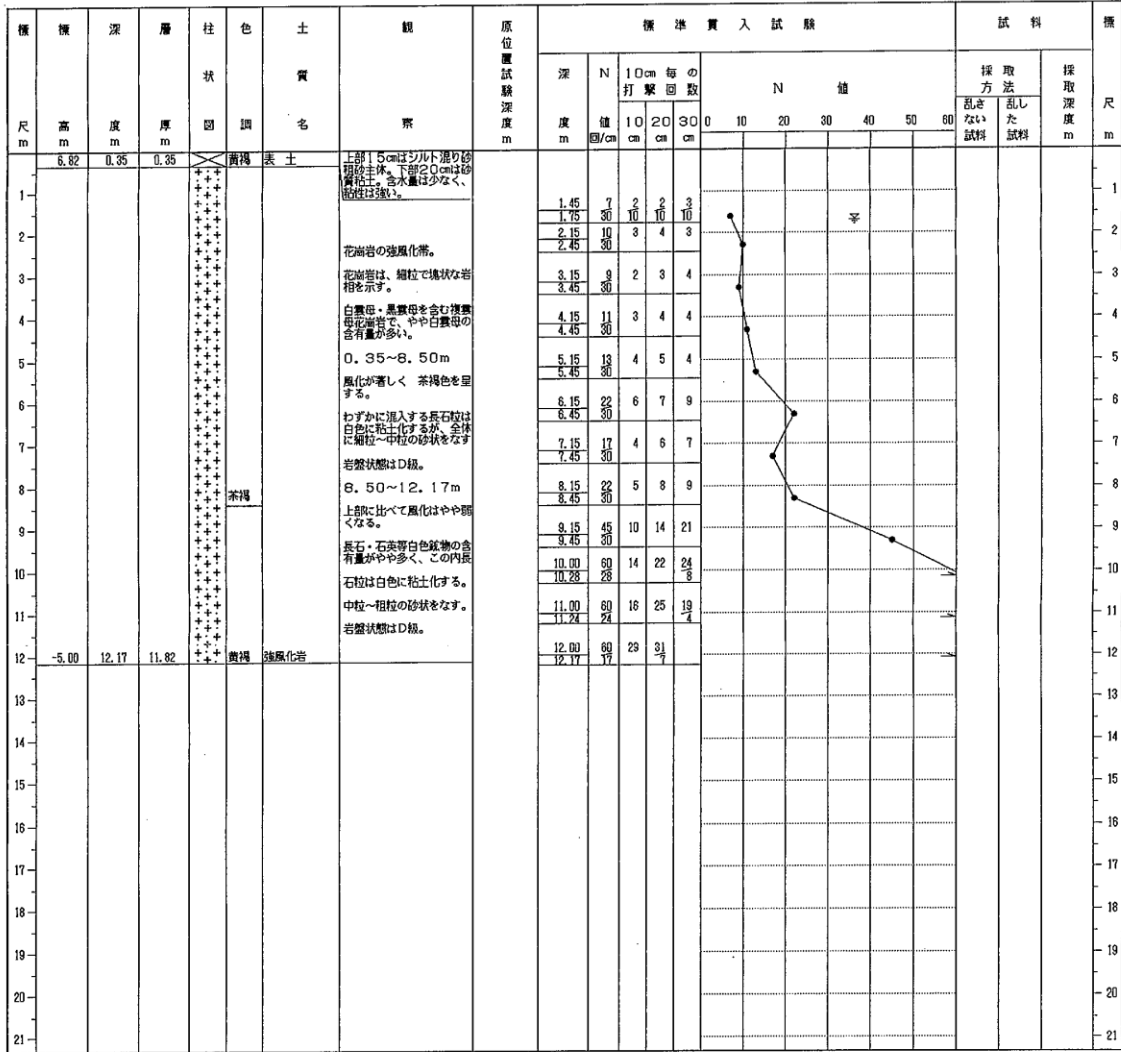 標尺 m
標高 m
深度 m
層厚 m
柱状図
色調
土質名
観察
原位置試験深度 m
標準貫入試験
深度 m
N値 回/cm
10cm毎の打撃回数
10 cm
20 cm
30 cm
N値
0 10 20 30 40 50 60
試料
採取方法
乱さない試料
乱した試料
採取深度 m
標尺 m
6.82 0.35 0.35 黄褐 表土
上部15cmはシルト混り砂
粗砂主体。下部20cmは砂
質粘土。含水量は少なく、
粘性は強い。
花崗岩の強風化帯。
花崗岩は、細粒で塊状な岩
相を示す。
白雲母・黒雲母を含む複雲
母花崗岩で、やや白雲母の
含有量が多い。
0.35~8.50m
風化が著しく 茶褐色を呈
する。
わずかに混入する長石粒は
白色に粘土化するが、全体
に細粒~中粒の砂状をなす
岩盤状態はD級。
8.50~12.17m
上部に比べて風化はやや弱
くなる。
長石・石英等白色鉱物の含
有量がやや多く、この内長
石粒は白色に粘土化する。
中粒~粗粒の砂状をなす。
岩盤状態はD級。
茶褐
-5.00 12.17 11.82 黄褐 強風化岩
1.45 7 2 2 3
1.75 30 10 10 10
2.15 10 3 4 3
2.45 30
3.15 9 2 3 4
3.45 30
4.15 11 3 4 4
4.45 30
5.15 13 4 5 4
5.45 30
6.15 22 6 7 9
6.45 30
7.15 17 4 6 7
7.45 30
8.15 22 5 8 9
8.45 30
9.15 45 10 14 21
9.45 30
10.00 60 14 22 24
10.28 28 8
11.00 60 16 25 19
11.24 24 4
12.00 60 29 31
12.17 17 7
1
2
3
4
5
6
7
8
9
10
11
12
13
14
15
16
17
18
19
20
21
1
2
3
4
5
6
7
8
9
10
11
12
13
14
15
16
17
18
19
20
21